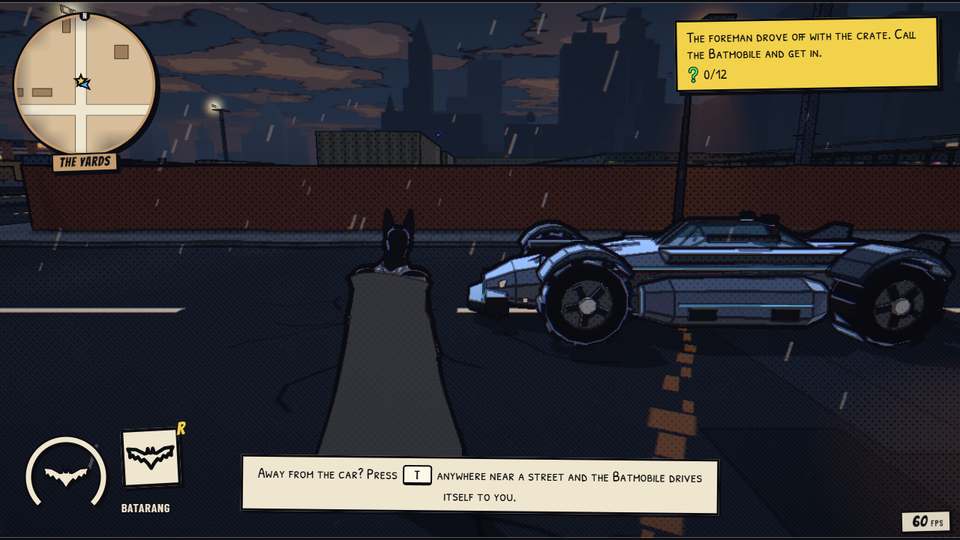 THE FOREMAN DROVE OFF WITH THE CRATE. CALL
THE BATMOBILE AND GET IN.
? 0/12
THE YARDS
R
BATARANG
AWAY FROM THE CAR? PRESS T ANYWHERE NEAR A STREET AND THE BATMOBILE DRIVES
ITSELF TO YOU.
60 FPS